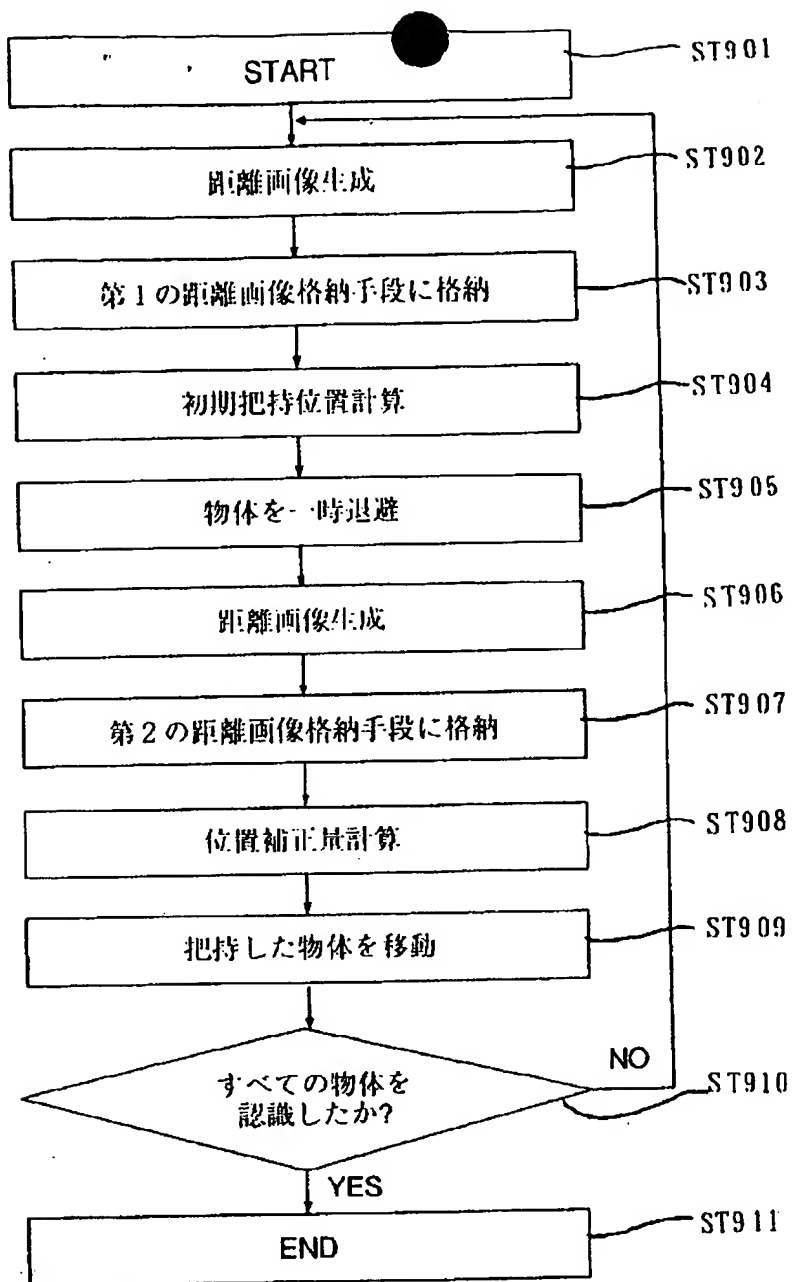 START
ST901
距離画像生成
ST902
第1の距離画像格納手段に格納
ST903
初期把持位置計算
ST904
物体を一時退避
ST905
距離画像生成
ST906
第2の距離画像格納手段に格納
ST907
位置補正量計算
ST908
把持した物体を移動
ST909
すべての物体を
認識したか?
NO
ST910
YES
END
ST911